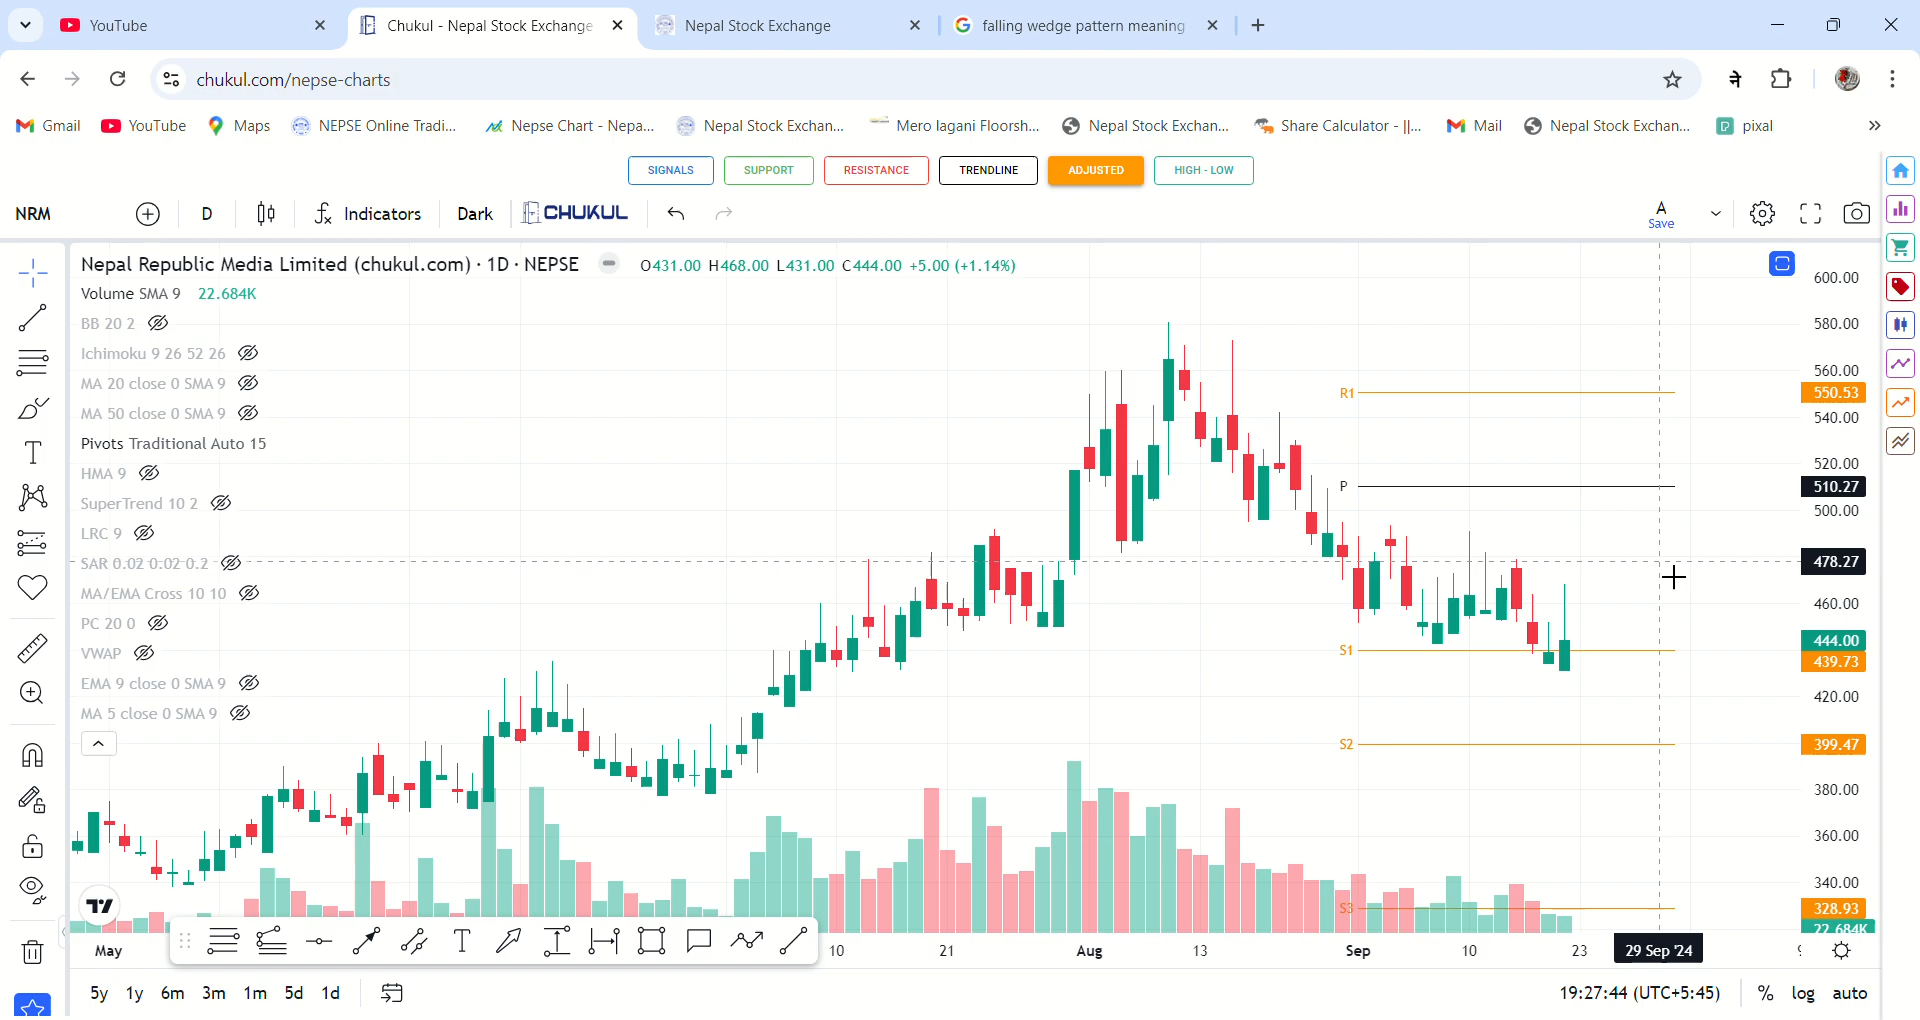 YouTube
Chukul - Nepal Stock Exchange
Nepal Stock Exchange
falling wedge pattern meaning
chukul.com/nepse-charts
ने
Gmail
YouTube
Maps
NEPSE Online Tradi...
Nepse Chart - Nepa...
Nepal Stock Exchan...
Mero lagani Floorsh...
Nepal Stock Exchan...
Share Calculator - ||...
Mail
Nepal Stock Exchan...
pixal
SIGNALS
SUPPORT
RESISTANCE
TRENDLINE
ADJUSTED
HIGH - LOW
NRM
D
Indicators
Dark
CHUKUL
A
Save
Nepal Republic Media Limited (chukul.com) · 1D · NEPSE
O431.00 H468.00 L431.00 C444.00 +5.00 (+1.14%)
Volume SMA 9 22.684K
BB 20 2
Ichimoku 9 26 52 26
MA 20 close 0 SMA 9
MA 50 close 0 SMA 9
Pivots Traditional Auto 15
HMA 9
SuperTrend 10 2
LRC 9
SAR 0.02 0.02 0.2
MA/EMA Cross 10 10
PC 20 0
VWAP
EMA 9 close 0 SMA 9
MA 5 close 0 SMA 9
R1
P
S1
S2
S3
600.00
580.00
560.00
550.53
540.00
520.00
510.27
500.00
478.27
460.00
444.00
439.73
420.00
399.47
380.00
360.00
340.00
328.93
22.684K
May
10
21
Aug
13
Sep
10
23
29 Sep '24
5y
1y
6m
3m
1m
5d
1d
19:27:44 (UTC+5:45)
%
log
auto